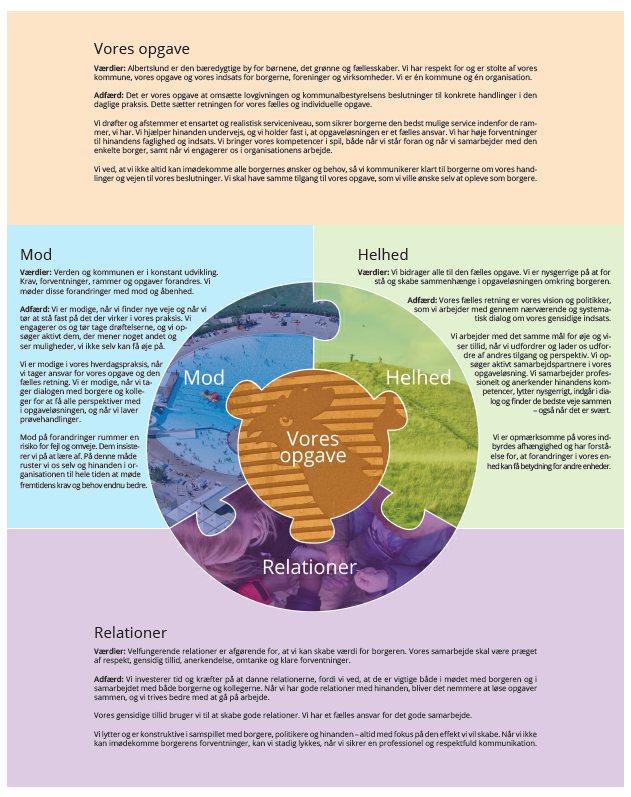 Vores opgave
Værdier: Albertslund er den bæredygtige by for børnene, det grønne og fællesskaber. Vi har respekt for og er stolte af vores
kommune, vores opgave og vores indsats for borgerne, foreninger og virksomheder. Vi er én kommune og én organisation.
Adfærd: Det er vores opgave at omsætte lovgivningen og kommunalbestyrelsens beslutninger til konkrete handlinger i den
daglige praksis. Dette sætter retningen for vores fælles og individuelle opgave.
Vi drøfter og afstemmer et ensartet og realistisk serviceniveau, som sikrer borgerne den bedst mulige service indenfor de ram-
mer, vi har. Vi hjælper hinanden undervejs, og vi holder fast i, at opgaveløsningen er et fælles ansvar. Vi har høje forventninger
til hinandens faglighed og indsats. Vi bringer vores kompetencer i spil, både når vi står foran og når vi samarbejder med den
enkelte borger, samt når vi engagerer os i organisationens arbejde.
Vi ved, at vi ikke altid kan imødekomme alle borgernes ønsker og behov, så vi kommunikerer klart til borgerne om vores hand-
linger og vejen til vores beslutninger. Vi skal have samme tilgang til vores opgave, som vi ville ønske selv at opleve som borgere.
Mod
Værdier: Verden og kommunen er i konstant udvikling.
Krav, forventninger, rammer og opgaver forandres. Vi
møder disse forandringer med mod og åbenhed.
Adfærd: Vi er modige, når vi finder nye veje og når vi
tør at stå fast på det der virker i vores praksis. Vi
engagerer os og tør tage drøftelserne, og vi op-
søger aktivt dem, der mener noget andet og
ser muligheder, vi ikke selv kan få øje på.
Vi er modige i vores hverdagspraksis, når
vi tager ansvar for vores opgave og den
fælles retning. Vi er modige, når vi ta-
ger dialogen med borgere og kolle-
ger for at få alle perspektiver med
i opgaveløsningen, og når vi laver
prøvehandlinger.
Mod på forandringer rummer en
risiko for fejl og omveje. Dem insiste-
rer vi på at lære af. På denne måde
ruster vi os selv og hinanden i or-
ganisationen til hele tiden at møde
fremtidens krav og behov endnu bedre.
Helhed
Værdier: Vi bidrager alle til den fælles opgave. Vi er nysgerrige på at for
stå og skabe sammenhænge i opgaveløsningen omkring borgeren.
Adfærd: Vores fælles retning er vores vision og politikker,
som vi arbejder med gennem nærværende og systema-
tisk dialog om vores gensidige indsats.
Vi arbejder med det samme mål for øje og vi-
ser tillid, når vi udfordrer og lader os udfor-
dre af andres tilgang og perspektiv. Vi op-
søger aktivt samarbejdspartnere i vores
opgaveløsning. Vi samarbejder profes-
sionelt og anerkender hinandens kom-
petencer, lytter nysgerrigt, indgår i dia-
log og finder de bedste veje sammen
– også når det er svært.
Vi er opmærksomme på vores ind-
byrdes afhængighed og har forstå-
else for, at forandringer i vores en-
hed kan få betydning for andre enheder.
Mod
Helhed
Vores
opgave
Relationer
Relationer
Værdier: Velfungerende relationer er afgørende for, at vi kan skabe værdi for borgeren. Vores samarbejde skal være præget
af respekt, gensidig tillid, anerkendelse, omtanke og klare forventninger.
Adfærd: Vi investerer tid og kræfter på at danne relationerne, fordi vi ved, at de er vigtige både i mødet med borgeren og i
samarbejdet med både borgerne og kollegerne. Når vi har gode relationer med hinanden, bliver det nemmere at løse opgaver
sammen, og vi trives bedre med at gå på arbejde.
Vores gensidige tillid bruger vi til at skabe gode relationer. Vi har et fælles ansvar for det gode samarbejde.
Vi lytter og er konstruktive i samspillet med borgere, politikere og hinanden – altid med fokus på den effekt vi vil skabe. Når vi ikke
kan imødekomme borgerens forventninger, kan vi stadig lykkes, når vi sikrer en professionel og respektfuld kommunikation.